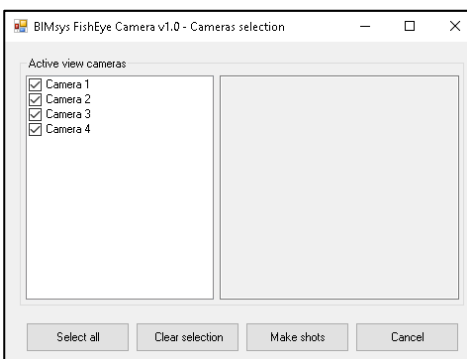 BIMsys FishEye Camera v1.0 - Cameras selection
Active view cameras
Camera 1
Camera 2
Camera 3
Camera 4
Select all
Clear selection
Make shots
Cancel